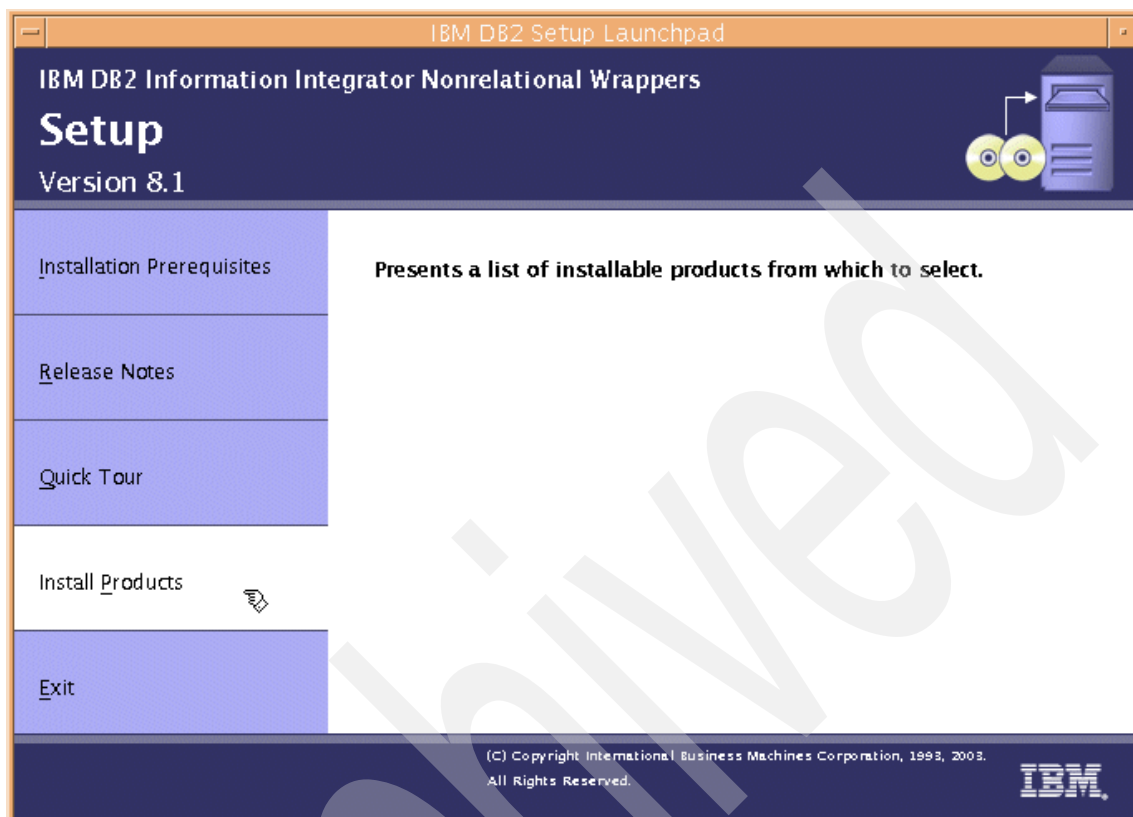 IBM DB2 Setup Launchpad
IBM DB2 Information Integrator Nonrelational Wrappers
Setup
Version 8.1
Installation Prerequisites
Release Notes
Quick Tour
Install Products
Exit
Presents a list of installable products from which to select.
(C) Copyright International Business Machines Corporation, 1993, 2003.
All Rights Reserved.
IBM
hived